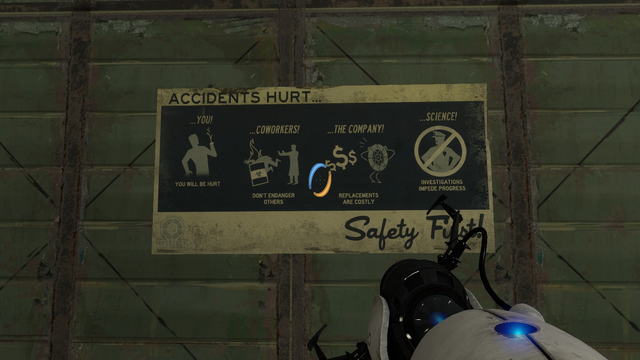 ACCIDENTS HURT...
...YOU!
YOU WILL BE HURT
...COWORKERS!
DON'T ENDANGER
OTHERS
...THE COMPANY!
REPLACEMENTS
ARE COSTLY
...SCIENCE!
INVESTIGATIONS
IMPEDE PROGRESS
Safety First!